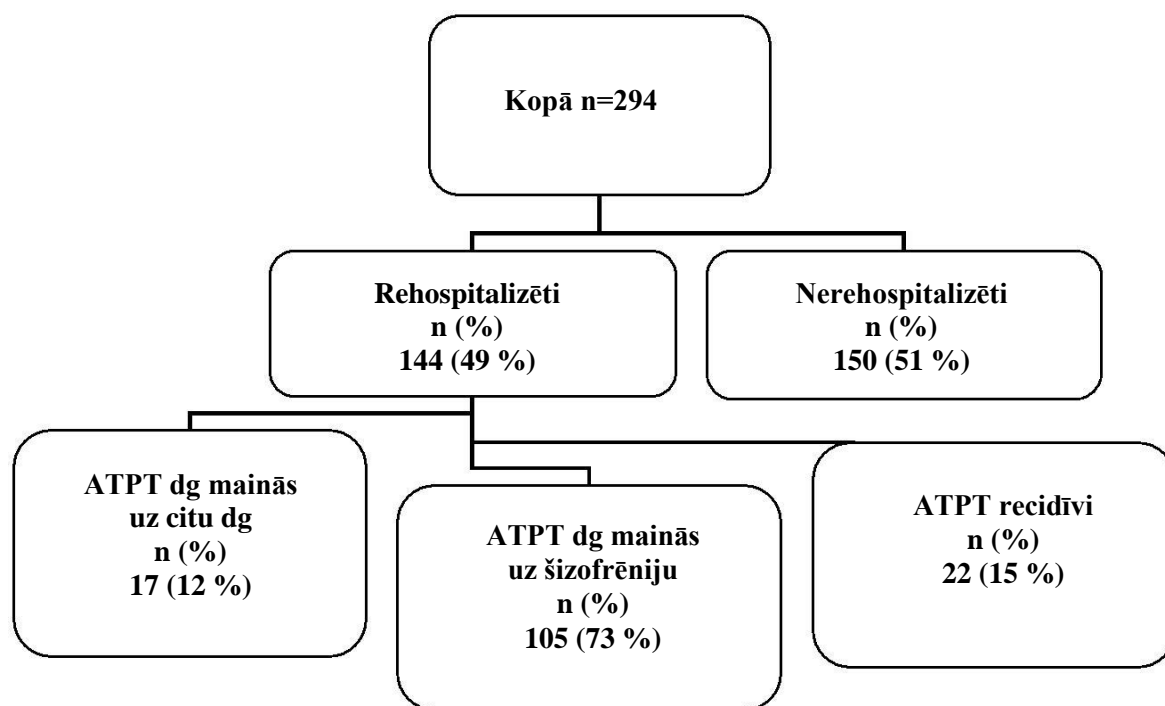 Kopā n=294
Rehospitalizēti
n (%)
144 (49 %)
Nerehospitalizēti
n (%)
150 (51 %)
ATPT dg mainās
uz citu dg
n (%)
17 (12 %)
ATPT dg mainās
uz šizofrēniju
n (%)
105 (73 %)
ATPT recidīvi
n (%)
22 (15 %)